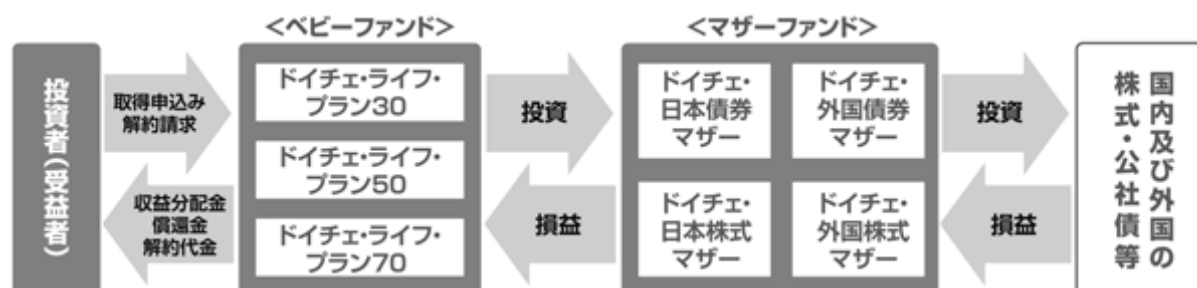 <ベビーファンド>
<マザーファンド>
投資者(受益者)
取得申込み
解約請求
収益分配金
償還金
解約代金
ドイチェ・ライフ・
プラン30
ドイチェ・ライフ・
プラン50
ドイチェ・ライフ・
プラン70
投資
損益
ドイチェ・
日本債券
マザー
ドイチェ・
外国債券
マザー
ドイチェ・
日本株式
マザー
ドイチェ・
外国株式
マザー
投資
損益
国内及び外国の
株式・公社債等